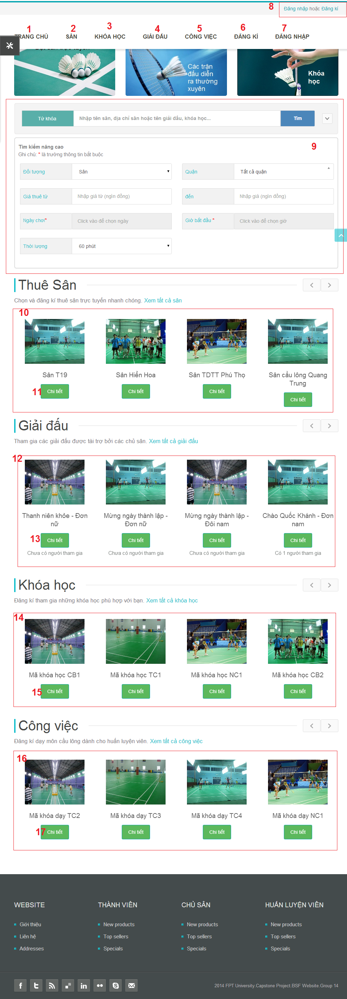 8
Đăng nhập hoặc Đăng kí
1 2 3 4 5 6 7
TRANG CHỦ SÂN KHÓA HỌC GIẢI ĐẤU CÔNG VIỆC ĐĂNG KÍ ĐĂNG NHẬP
Đặt sân trực tuyến
Các trận
đấu diễn
ra thường
xuyên
Khóa
học
Từ khóa Nhập tên sân, địa chỉ sân hoặc tên giải đấu, khóa học... Tìm
Tìm kiếm nâng cao
9
Ghi chú: * là trường thông tin bắt buộc
Đối tượng Sân Quận Tất cả quận
Giá thuê từ Nhập giá từ (ngìn đồng) đến Nhập giá (ngìn đồng)
Ngày chơi* Click vào để chọn ngày Giờ bắt đầu * Click vào để chọn giờ
Thời lượng 60 phút
Thuê Sân
Chọn và đăng kí thuê sân trực tuyến nhanh chóng. Xem tất cả sân
10
Sân T19 Sân Hiển Hoa Sân TDTT Phú Thọ Sân cầu lông Quang
Trung
11 Chi tiết Chi tiết Chi tiết Chi tiết
Giải đấu
Tham gia các giải đấu được tài trợ bởi các chủ sân. Xem tất cả giải đấu
12
Thanh niên khỏe - Đơn Mừng ngày thành lập - Mừng ngày thành lập - Chào Quốc Khánh - Đơn
nữ Đơn nữ Đôi nam nam
13 Chi tiết Chi tiết Chi tiết Chi tiết
Chưa có người tham gia Chưa có người tham gia Chưa có người tham gia Có 1 người tham gia
Khóa học
Đăng kí tham gia những khóa học phù hợp với bạn. Xem tất cả khóa học
14
Mã khóa học CB1 Mã khóa học TC1 Mã khóa học NC1 Mã khóa học CB2
15 Chi tiết Chi tiết Chi tiết Chi tiết
Công việc
Đăng kí dạy môn cầu lông dành cho huấn luyện viên. Xem tất cả công việc
16
Mã khóa dạy TC2 Mã khóa dạy TC3 Mã khóa dạy TC4 Mã khóa dạy NC1
17 Chi tiết Chi tiết Chi tiết Chi tiết
WEBSITE THÀNH VIÊN CHỦ SÂN HUẤN LUYỆN VIÊN
Giới thiệu New products New products New products
Liên hệ Top sellers Top sellers Top sellers
Addresses Specials Specials Specials
2014 FPT University.Capstone Project.BSF Website.Group 14